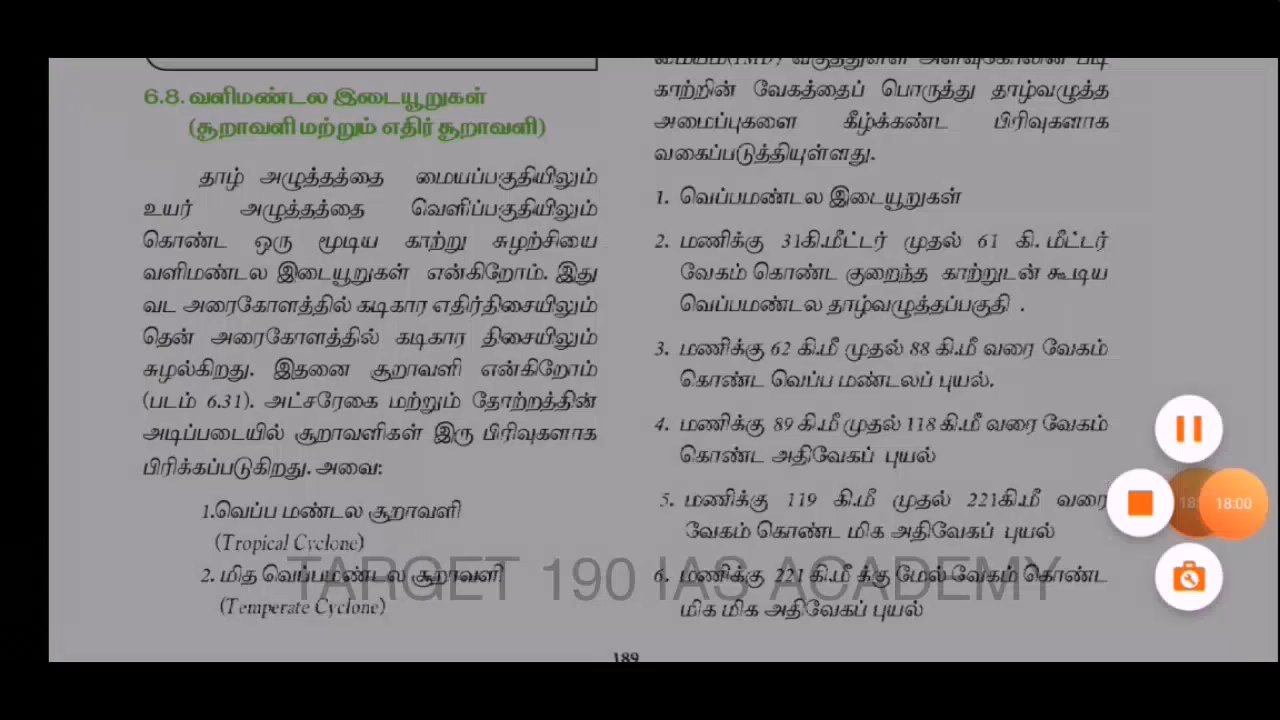 6.8. வளிமண்டல இடையூறுகள்
(சூறாவளி மற்றும் எதிர் சூறாவளி)
தாழ் அழுத்தத்தை மையப்பகுதியிலும்
உயர் அழுத்தத்தை வெளிப்பகுதியிலும்
கொண்ட ஒரு மூடிய காற்று சுழற்சியை
வளிமண்டல இடையூறுகள் என்கிறோம். இது
வட அரைகோளத்தில் கடிகார எதிர்திசையிலும்
தென் அரைகோளத்தில் கடிகார திசையிலும்
சுழல்கிறது. இதனை சூறாவளி என்கிறோம்
(படம் 6.31). அட்சரேகை மற்றும் தோற்றத்தின்
அடிப்படையில் சூறாவளிகள் இரு பிரிவுகளாக
பிரிக்கப்படுகிறது. அவை:
1.வெப்ப மண்டல சூறாவளி
(Tropical Cyclone)
2. மித வெப்பமண்டல சூறாவளி
(Temperate Cyclone)
மையம்(IMD) வகுத்துள்ள அளவுகோலின் படி
காற்றின் வேகத்தைப் பொருத்து தாழ்வழுத்த
அமைப்புகளை கீழ்க்கண்ட பிரிவுகளாக
வகைப்படுத்தியுள்ளது.
1. வெப்பமண்டல இடையூறுகள்
2. மணிக்கு 31கி.மீட்டர் முதல் 61 கி. மீட்டர்
வேகம் கொண்ட குறைந்த காற்றுடன் கூடிய
வெப்பமண்டல தாழ்வழுத்தப்பகுதி .
3. மணிக்கு 62 கி.மீ முதல் 88 கி.மீ வரை வேகம்
கொண்ட வெப்ப மண்டலப் புயல்.
4. மணிக்கு 89 கி.மீ முதல் 118 கி.மீ வரை வேகம்
கொண்ட அதிவேகப் புயல்
5. மணிக்கு 119 கி.மீ முதல் 221கி.மீ வரை
வேகம் கொண்ட மிக அதிவேகப் புயல்
6. மணிக்கு 221 கி.மீ க்கு மேல் வேகம் கொண்ட
மிக மிக அதிவேகப் புயல்
TARGET 190 IAS ACADEMY
189
18:00